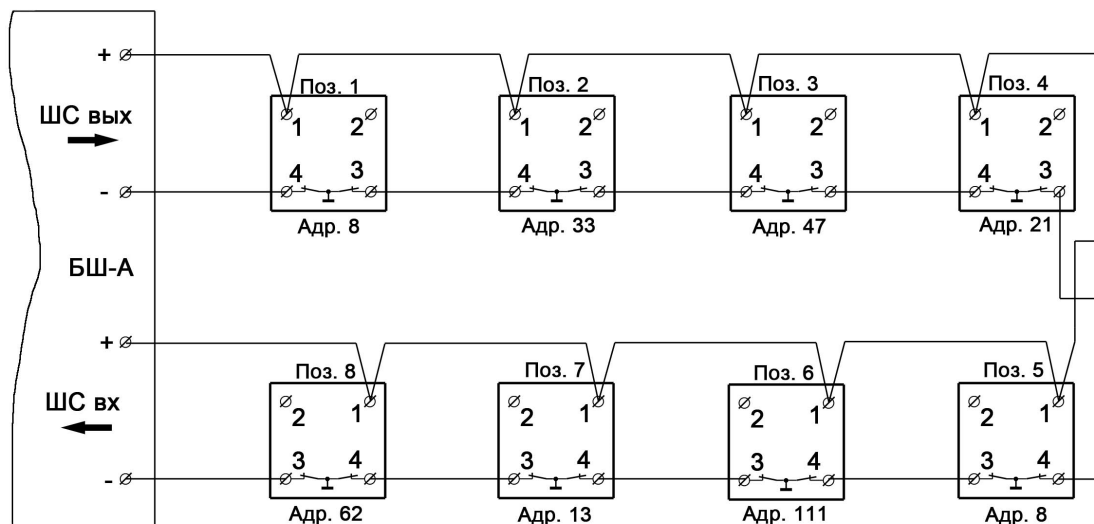 +
Поз. 1
Поз. 2
Поз. 3
Поз. 4
ШС вых
1 2
1 2
1 2
1 2
4 3
4 3
4 3
4 3
-
Адр. 8
Адр. 33
Адр. 47
Адр. 21
БШ-А
+
Поз. 8
Поз. 7
Поз. 6
Поз. 5
ШС вх
2 1
2 1
2 1
2 1
3 4
3 4
3 4
3 4
-
Адр. 62
Адр. 13
Адр. 111
Адр. 8